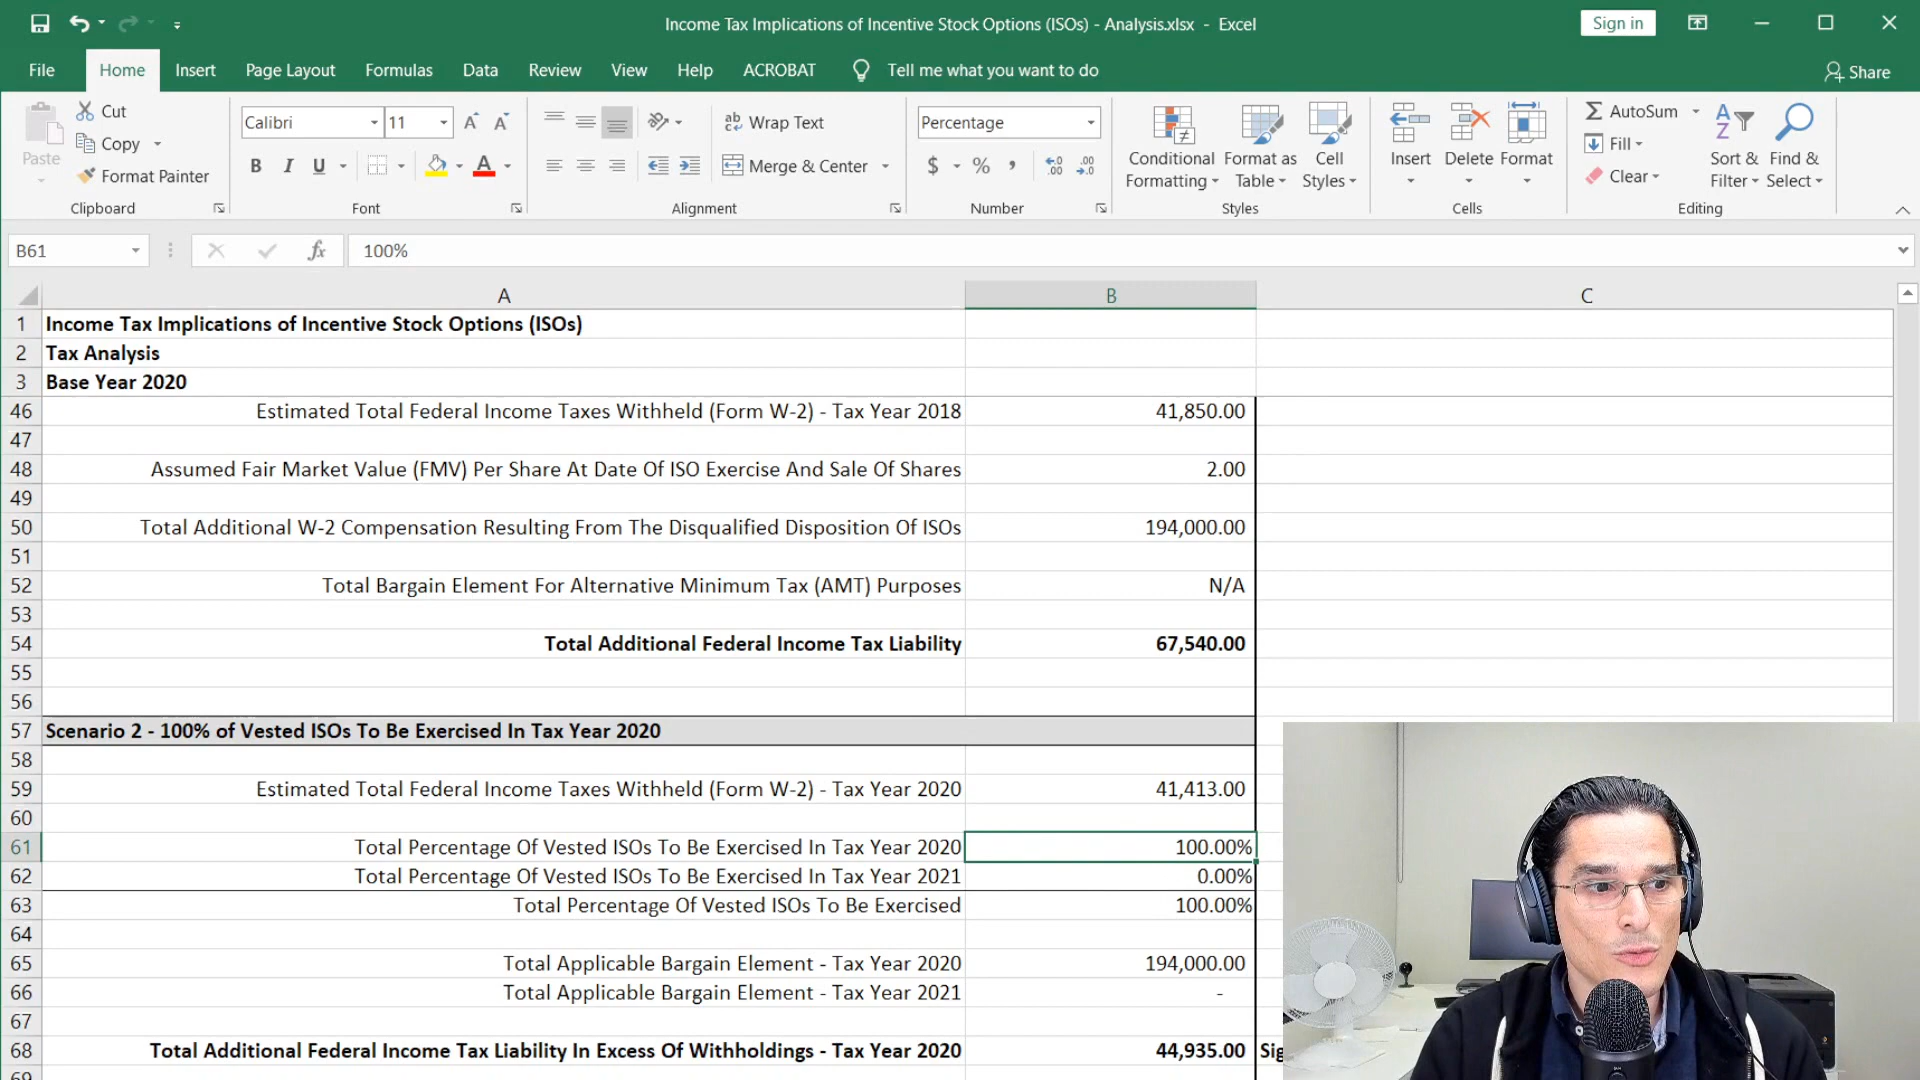 Income Tax Implications of Incentive Stock Options (ISOs) - Analysis.xlsx - Excel
Sign in
File Home Insert Page Layout Formulas Data Review View Help ACROBAT Tell me what you want to do Share
Paste
Cut
Copy
Format Painter
Clipboard
Calibri 11
B I U
Font
Wrap Text
Merge & Center
Alignment
Percentage
$ % ,
Number
Conditional Formatting
Format as Table
Cell Styles
Styles
Insert Delete Format
Cells
AutoSum
Fill
Clear
Sort & Filter
Find & Select
Editing
B61 fx 100%
A B C
1 Income Tax Implications of Incentive Stock Options (ISOs)
2 Tax Analysis
3 Base Year 2020
46 Estimated Total Federal Income Taxes Withheld (Form W-2) - Tax Year 2018 41,850.00
47
48 Assumed Fair Market Value (FMV) Per Share At Date Of ISO Exercise And Sale Of Shares 2.00
49
50 Total Additional W-2 Compensation Resulting From The Disqualified Disposition Of ISOs 194,000.00
51
52 Total Bargain Element For Alternative Minimum Tax (AMT) Purposes N/A
53
54 Total Additional Federal Income Tax Liability 67,540.00
55
56
57 Scenario 2 - 100% of Vested ISOs To Be Exercised In Tax Year 2020
58
59 Estimated Total Federal Income Taxes Withheld (Form W-2) - Tax Year 2020 41,413.00
60
61 Total Percentage Of Vested ISOs To Be Exercised In Tax Year 2020 100.00%
62 Total Percentage Of Vested ISOs To Be Exercised In Tax Year 2021 0.00%
63 Total Percentage Of Vested ISOs To Be Exercised 100.00%
64
65 Total Applicable Bargain Element - Tax Year 2020 194,000.00
66 Total Applicable Bargain Element - Tax Year 2021 -
67
68 Total Additional Federal Income Tax Liability In Excess Of Withholdings - Tax Year 2020 44,935.00
69